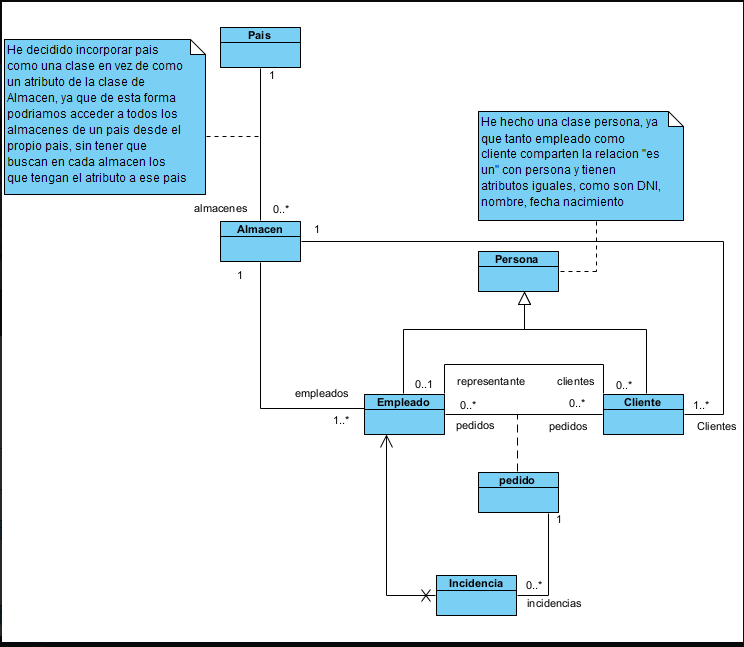 Pais
He decidido incorporar pais
como una clase en vez de como
un atributo de la clase de
Almacen, ya que de esta forma
podriamos acceder a todos los
almacenes de un pais desde el
propio pais, sin tener que
buscan en cada almacen los
que tengan el atributo a ese pais
1
He hecho una clase persona, ya
que tanto empleado como
cliente comparten la relacion "es
un" con persona y tienen
atributos iguales, como son DNI,
nombre, fecha nacimiento
almacenes
0..*
Almacen
1
1
Persona
empleados
1..*
0..1
representante
clientes
0..*
Empleado
0..*
pedidos
0..*
pedidos
Cliente
1..*
Clientes
pedido
1
Incidencia
0..*
incidencias